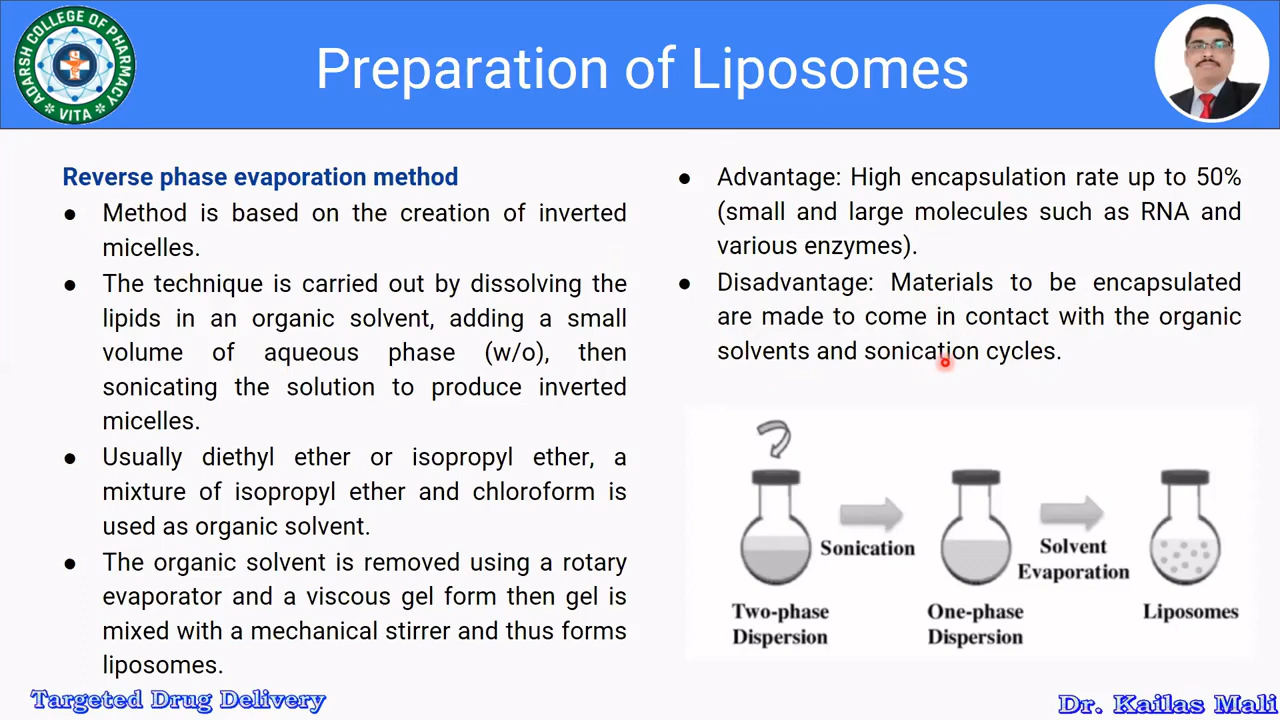 ADARSH COLLEGE OF PHARMACY
VITA
Preparation of Liposomes
Reverse phase evaporation method
● Method is based on the creation of inverted
micelles.
● The technique is carried out by dissolving the
lipids in an organic solvent, adding a small
volume of aqueous phase (w/o), then
sonicating the solution to produce inverted
micelles.
● Usually diethyl ether or isopropyl ether, a
mixture of isopropyl ether and chloroform is
used as organic solvent.
● The organic solvent is removed using a rotary
evaporator and a viscous gel form then gel is
mixed with a mechanical stirrer and thus forms
liposomes.
● Advantage: High encapsulation rate up to 50%
(small and large molecules such as RNA and
various enzymes).
● Disadvantage: Materials to be encapsulated
are made to come in contact with the organic
solvents and sonication cycles.
Sonication
Solvent
Evaporation
Two-phase
Dispersion
One-phase
Dispersion
Liposomes
Targeted Drug Delivery
Dr. Kailas Mali